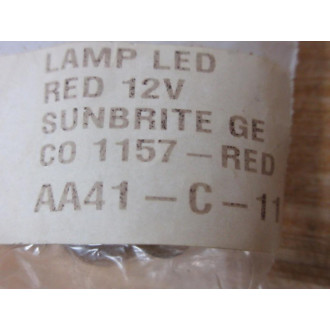 LAMP LED
RED 12V
SUNBRITE GE
CO 1157-RED
AA41-C-11